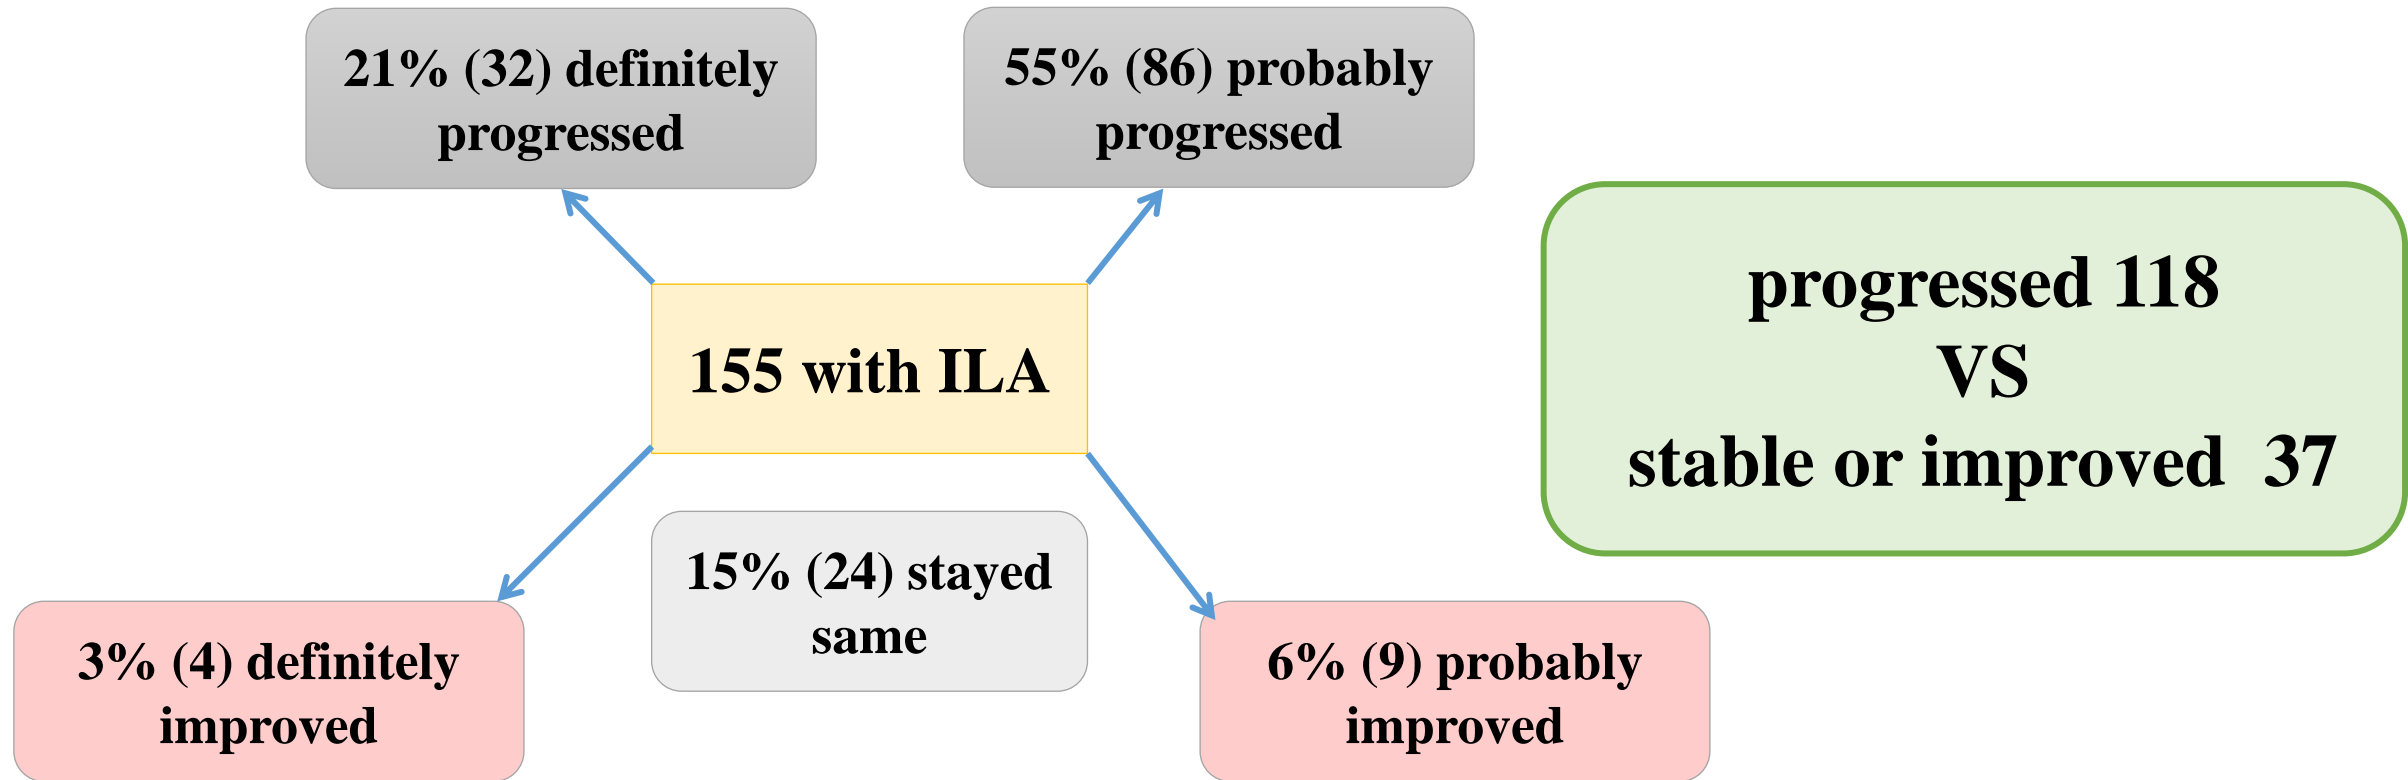 21% (32) definitely
progressed
55% (86) probably
progressed
155 with ILA
15% (24) stayed
same
3% (4) definitely
improved
6% (9) probably
improved
progressed 118
VS
stable or improved  37